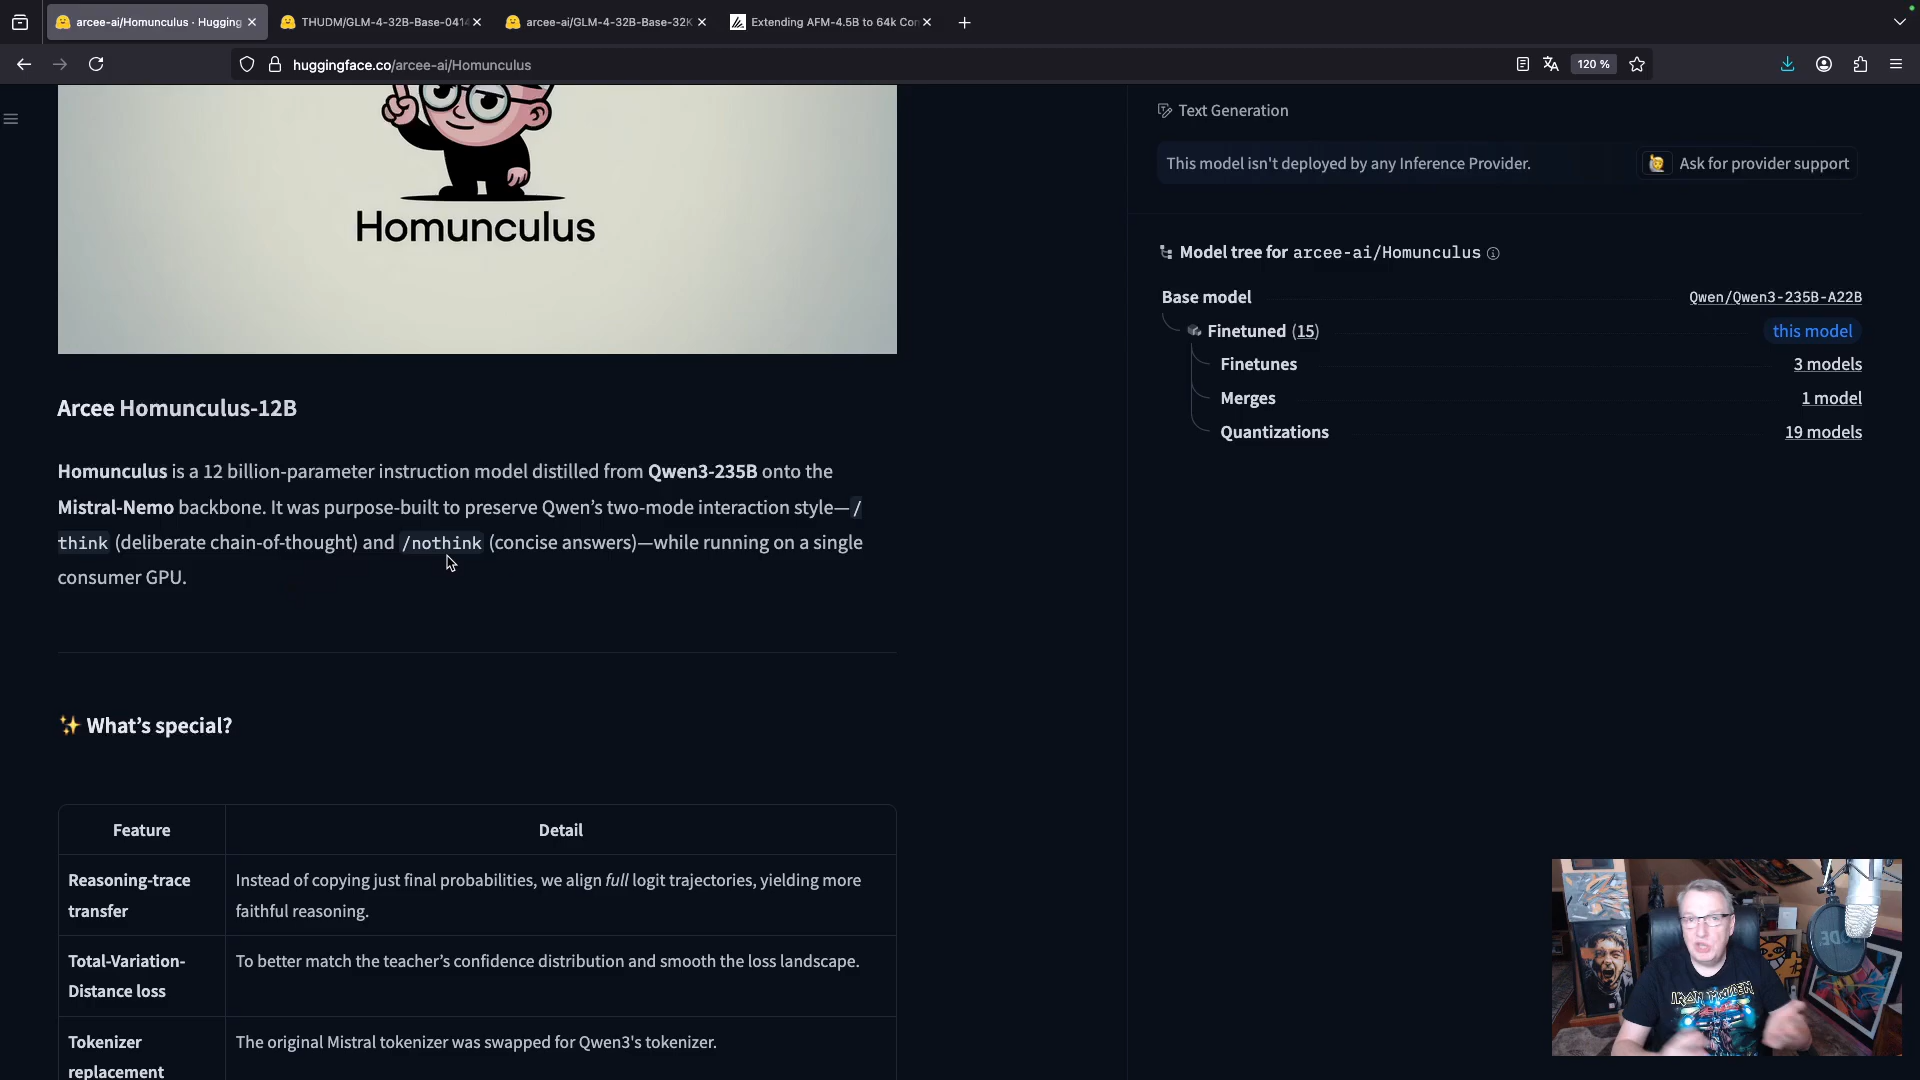 arcee-ai/Homunculus · Hugging
THUDM/GLM-4-32B-Base-0414
arcee-ai/GLM-4-32B-Base-32K
Extending AFM-4.5B to 64k Con
huggingface.co/arcee-ai/Homunculus
120 %
Homunculus
Arcee Homunculus-12B
Homunculus is a 12 billion-parameter instruction model distilled from Qwen3-235B onto the
Mistral-Nemo backbone. It was purpose-built to preserve Qwen’s two-mode interaction style—/
think (deliberate chain-of-thought) and /nothink (concise answers)—while running on a single
consumer GPU.
✨ What’s special?
Feature Detail
Reasoning-trace
transfer
Instead of copying just final probabilities, we align full logit trajectories, yielding more
faithful reasoning.
Total-Variation-
Distance loss
To better match the teacher’s confidence distribution and smooth the loss landscape.
Tokenizer
replacement
The original Mistral tokenizer was swapped for Qwen3's tokenizer.
Text Generation
This model isn't deployed by any Inference Provider.
🙋 Ask for provider support
Model tree for arcee-ai/Homunculus
Base model Qwen/Qwen3-235B-A22B
Finetuned (15) this model
Finetunes 3 models
Merges 1 model
Quantizations 19 models
IRON MAIDEN